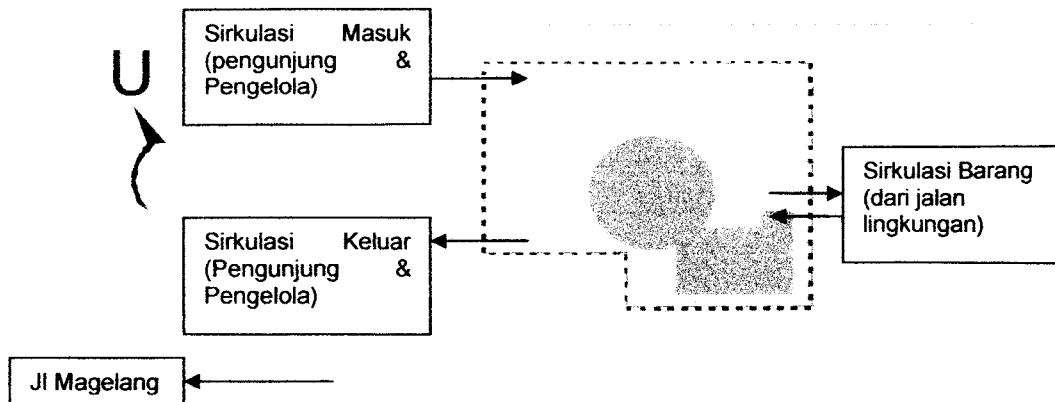 U
Sirkulasi Masuk
(pengunjung &
Pengelola)
Sirkulasi Barang
(dari jalan
lingkungan)
Sirkulasi Keluar
(Pengunjung &
Pengelola)
Jl Magelang